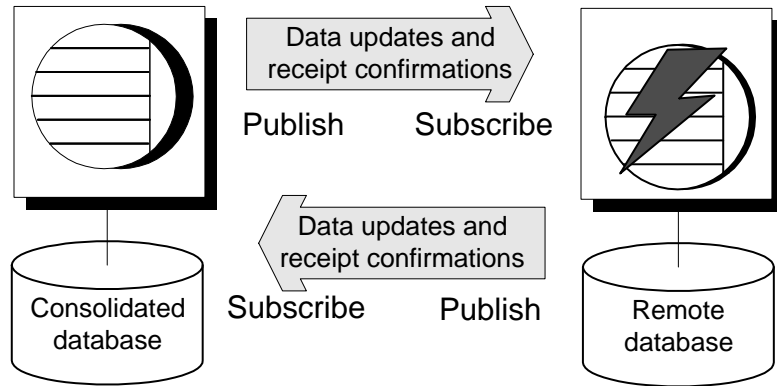 Data updates and
receipt confirmations
Publish
Subscribe
Data updates and
receipt confirmations
Subscribe
Publish
Consolidated
database
Remote
database